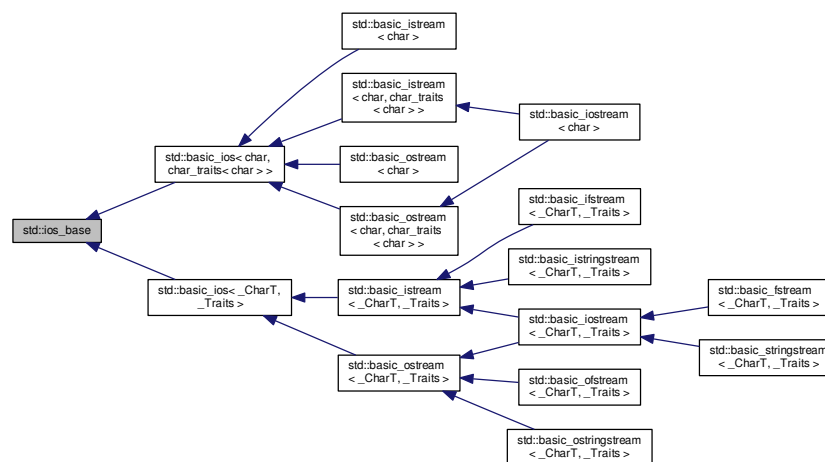 std::basic_istream
< char >
std::basic_istream
< char, char_traits
< char > >
std::basic_iostream
< char >
std::basic_ios< char,
char_traits< char > >
std::basic_ostream
< char >
std::basic_ifstream
< _CharT, _Traits >
std::basic_ostream
< char, char_traits
< char > >
std::ios_base
std::basic_istringstream
< _CharT, _Traits >
std::basic_ios< _CharT,
_Traits >
std::basic_istream
< _CharT, _Traits >
std::basic_fstream
< _CharT, _Traits >
std::basic_iostream
< _CharT, _Traits >
std::basic_stringstream
< _CharT, _Traits >
std::basic_ostream
< _CharT, _Traits >
std::basic_ofstream
< _CharT, _Traits >
std::basic_ostringstream
< _CharT, _Traits >